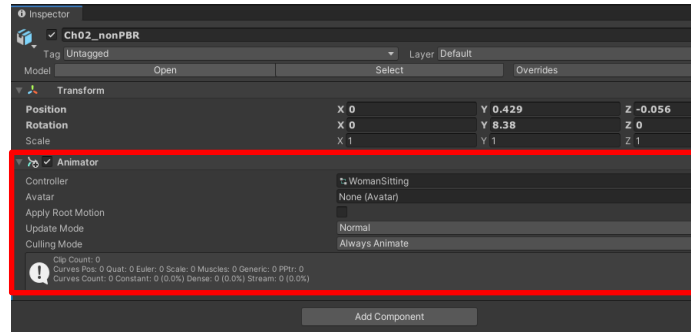 Inspector
Ch02_nonPBR
Tag Untagged Layer Default
Model Open Select Overrides
Transform
Position X 0 Y 0.429 Z -0.056
Rotation X 0 Y 8.38 Z 0
Scale X 1 Y 1 Z 1
Animator
Controller WomanSitting
Avatar None (Avatar)
Apply Root Motion
Update Mode Normal
Culling Mode Always Animate
Clip Count: 0
Curves Pos: 0 Quat: 0 Euler: 0 Scale: 0 Muscles: 0 Generic: 0 PPtr: 0
Curves Count: 0 Constant: 0 (0.0%) Dense: 0 (0.0%) Stream: 0 (0.0%)
Add Component